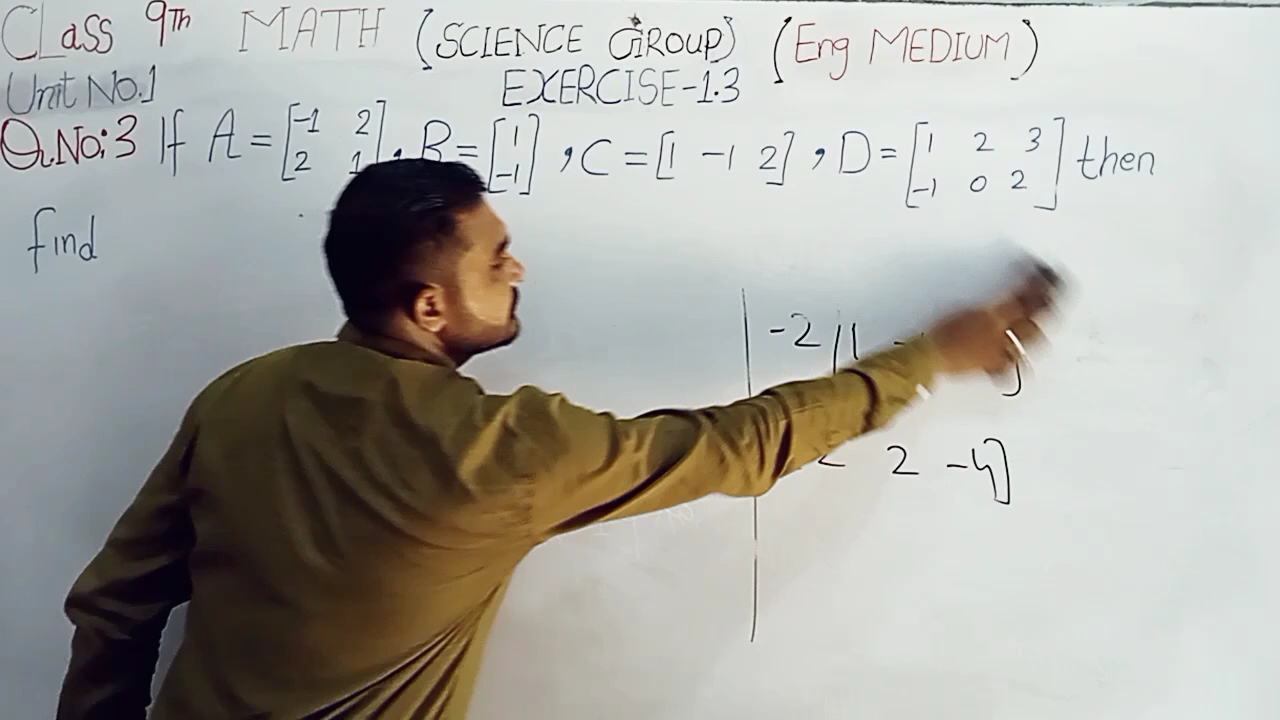 Class 9Th MATH (SCIENCE GROUP) (Eng MEDIUM)
Unit No.1 EXERCISE-1.3
Q.No:3 If A = [-1 2 2 1], B = [1 -1], C = [1 -1 2], D = [1 2 3 -1 0 2] then
find
-2 [1
2 -4]